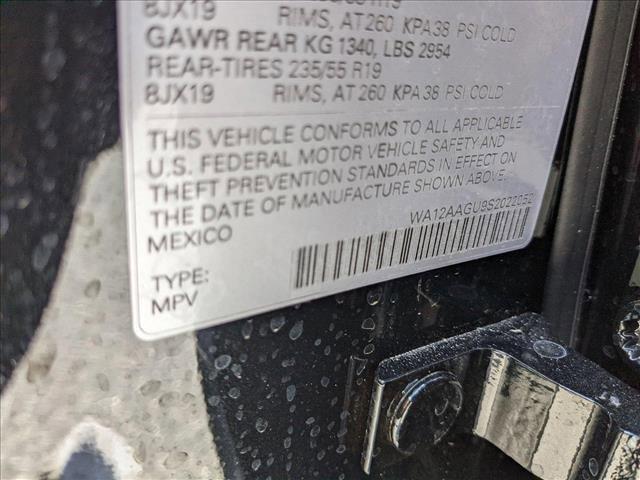 8JX19 RIMS, AT 260 KPA 38 PSI COLD
GAWR REAR KG 1340, LBS 2954
REAR-TIRES 235/55 R19
8JX19 RIMS, AT 260 KPA 38 PSI COLD
THIS VEHICLE CONFORMS TO ALL APPLICABLE
U.S. FEDERAL MOTOR VEHICLE SAFETY AND
THEFT PREVENTION STANDARDS IN EFFECT ON
THE DATE OF MANUFACTURE SHOWN ABOVE.
MEXICO
WA12AAGU9S2022052
TYPE:
MPV